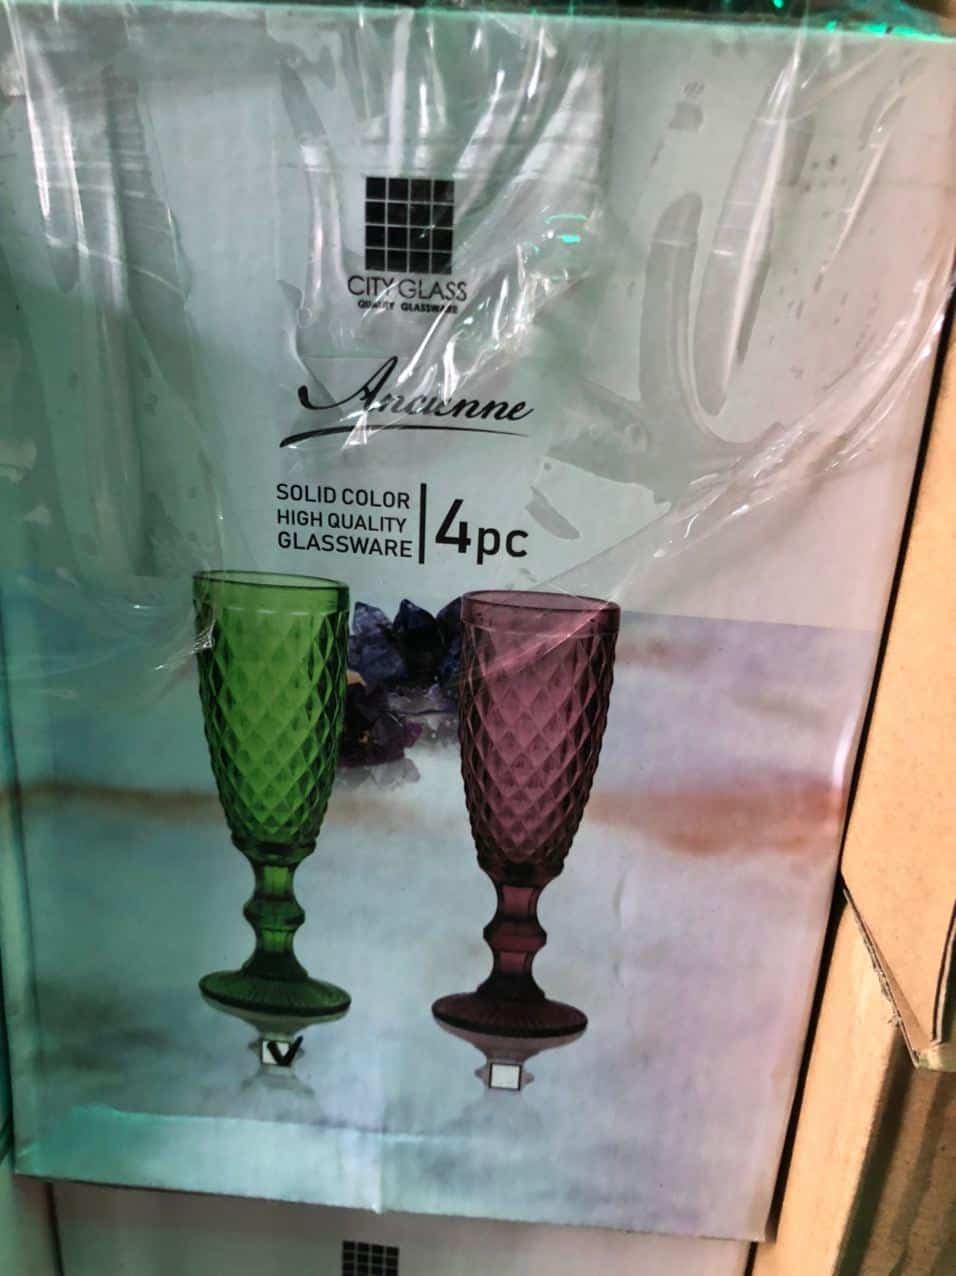 CITY GLASS
QUALITY GLASSWARE
Ancienne
SOLID COLOR
HIGH QUALITY
GLASSWARE
4pc